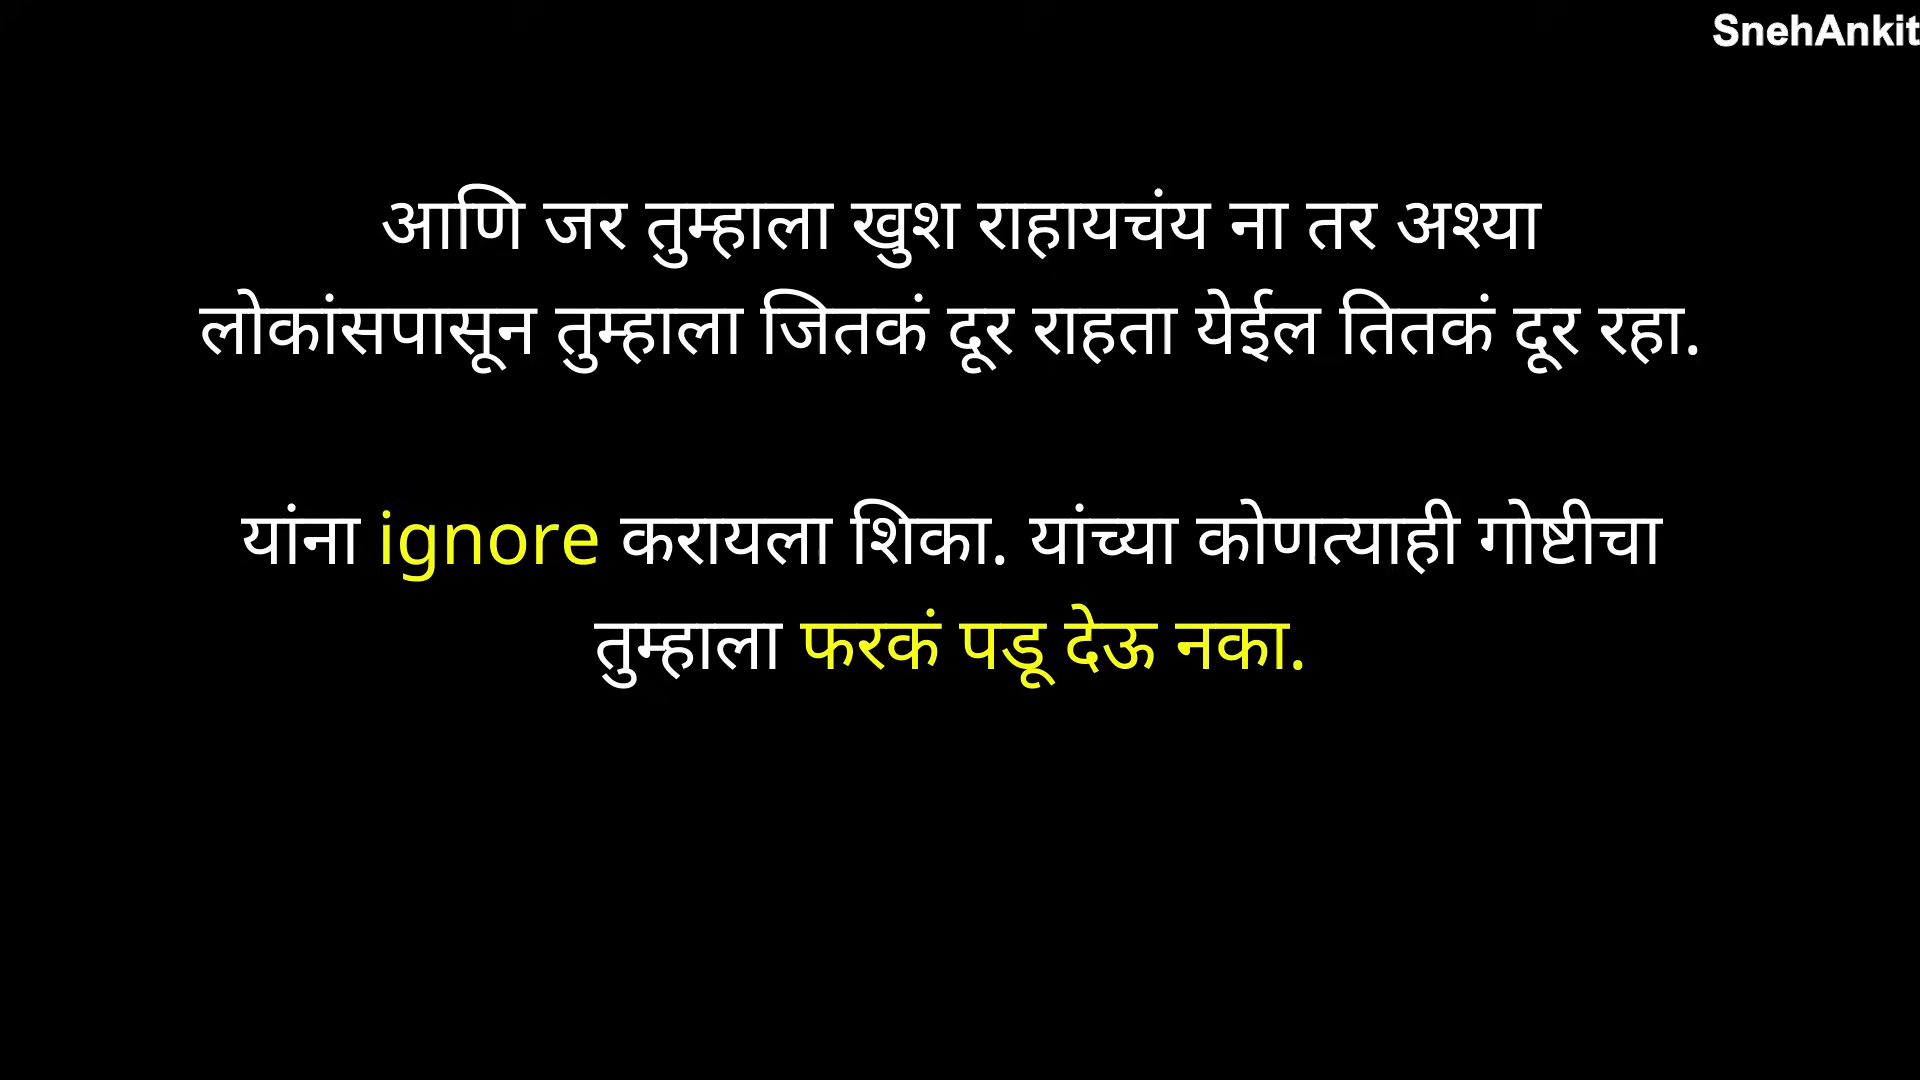 SnehAnkit
आणि जर तुम्हाला खुश राहायचंय ना तर अश्या
लोकांसपासून तुम्हाला जितकं दूर राहता येईल तितकं दूर रहा.
यांना ignore करायला शिका. यांच्या कोणत्याही गोष्टीचा
तुम्हाला फरकं पडू देऊ नका.